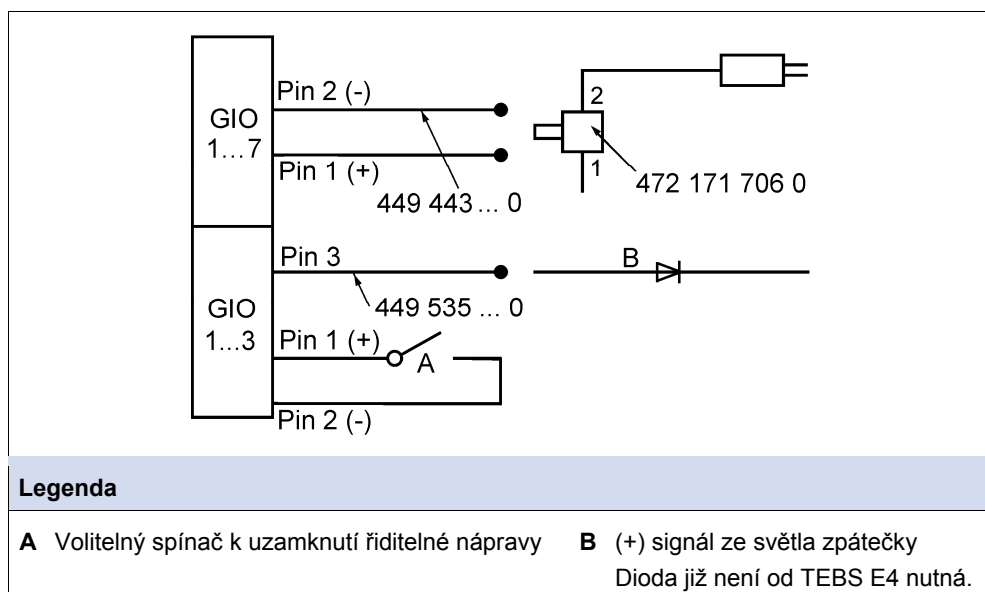 Pin 2 (-)
2
GIO
1...7
Pin 1 (+)
1
472 171 706 0
449 443 ... 0
Pin 3
B
449 535 ... 0
GIO
1...3
Pin 1 (+)
A
Pin 2 (-)
Legenda
A Volitelný spínač k uzamknutí řiditelné nápravy
B (+) signál ze světla zpátečky
Dioda již není od TEBS E4 nutná.